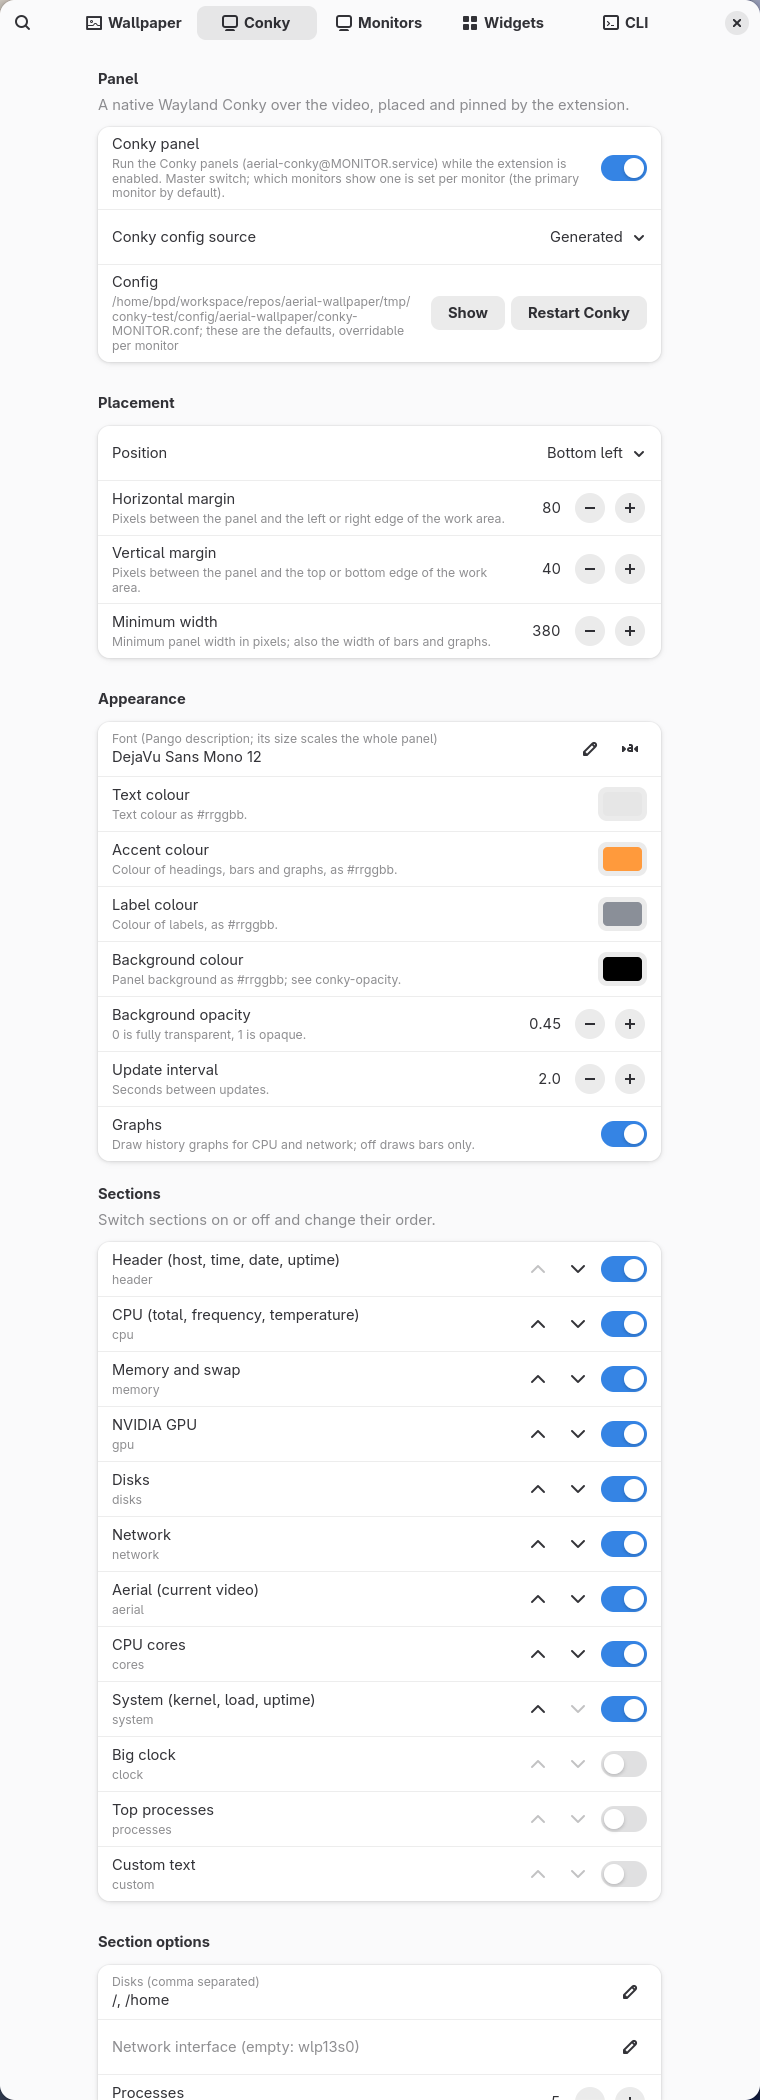 Wallpaper Conky Monitors Widgets CLI
Panel
A native Wayland Conky over the video, placed and pinned by the extension.
Conky panel
Run the Conky panels (aerial-conky@MONITOR.service) while the extension is
enabled. Master switch; which monitors show one is set per monitor (the primary
monitor by default).
Conky config source Generated
Config
/home/bpd/workspace/repos/aerial-wallpaper/tmp/
conky-test/config/aerial-wallpaper/conky-
MONITOR.conf; these are the defaults, overridable
per monitor
Show Restart Conky
Placement
Position Bottom left
Horizontal margin
Pixels between the panel and the left or right edge of the work area.
80
Vertical margin
Pixels between the panel and the top or bottom edge of the work
area.
40
Minimum width
Minimum panel width in pixels; also the width of bars and graphs.
380
Appearance
Font (Pango description; its size scales the whole panel)
DejaVu Sans Mono 12
Text colour
Text colour as #rrggbb.
Accent colour
Colour of headings, bars and graphs, as #rrggbb.
Label colour
Colour of labels, as #rrggbb.
Background colour
Panel background as #rrggbb; see conky-opacity.
Background opacity
0 is fully transparent, 1 is opaque.
0.45
Update interval
Seconds between updates.
2.0
Graphs
Draw history graphs for CPU and network; off draws bars only.
Sections
Switch sections on or off and change their order.
Header (host, time, date, uptime)
header
CPU (total, frequency, temperature)
cpu
Memory and swap
memory
NVIDIA GPU
gpu
Disks
disks
Network
network
Aerial (current video)
aerial
CPU cores
cores
System (kernel, load, uptime)
system
Big clock
clock
Top processes
processes
Custom text
custom
Section options
Disks (comma separated)
/, /home
Network interface (empty: wlp13s0)
Processes
5